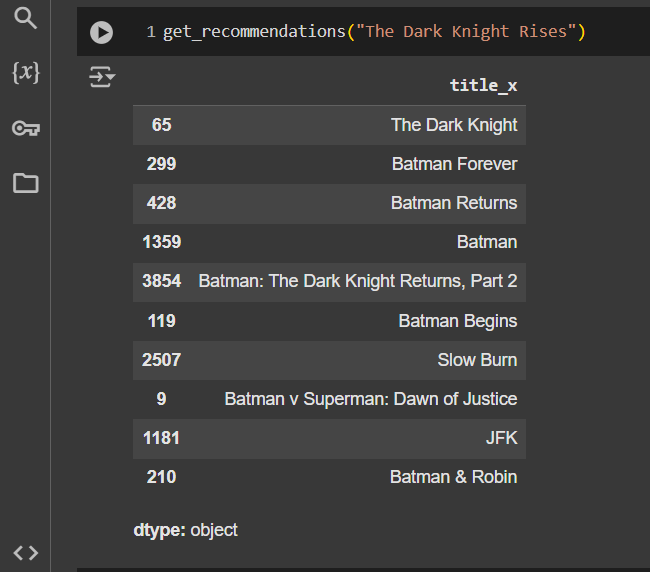 {x}
1 get_recommendations("The Dark Knight Rises")
title_x
65 The Dark Knight
299 Batman Forever
428 Batman Returns
1359 Batman
3854 Batman: The Dark Knight Returns, Part 2
119 Batman Begins
2507 Slow Burn
9 Batman v Superman: Dawn of Justice
1181 JFK
210 Batman & Robin
dtype: object